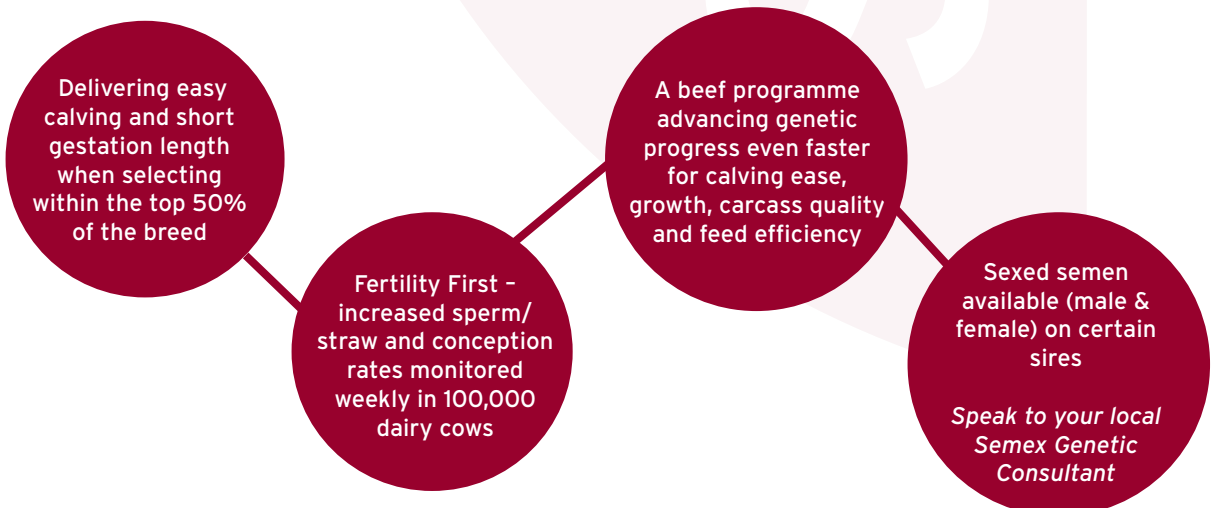 Delivering easy
calving and short
gestation length
when selecting
within the top 50%
of the breed
Fertility First –
increased sperm/
straw and conception
rates monitored
weekly in 100,000
dairy cows
A beef programme
advancing genetic
progress even faster
for calving ease,
growth, carcass quality
and feed efficiency
Sexed semen
available (male &
female) on certain
sires
Speak to your local
Semex Genetic
Consultant